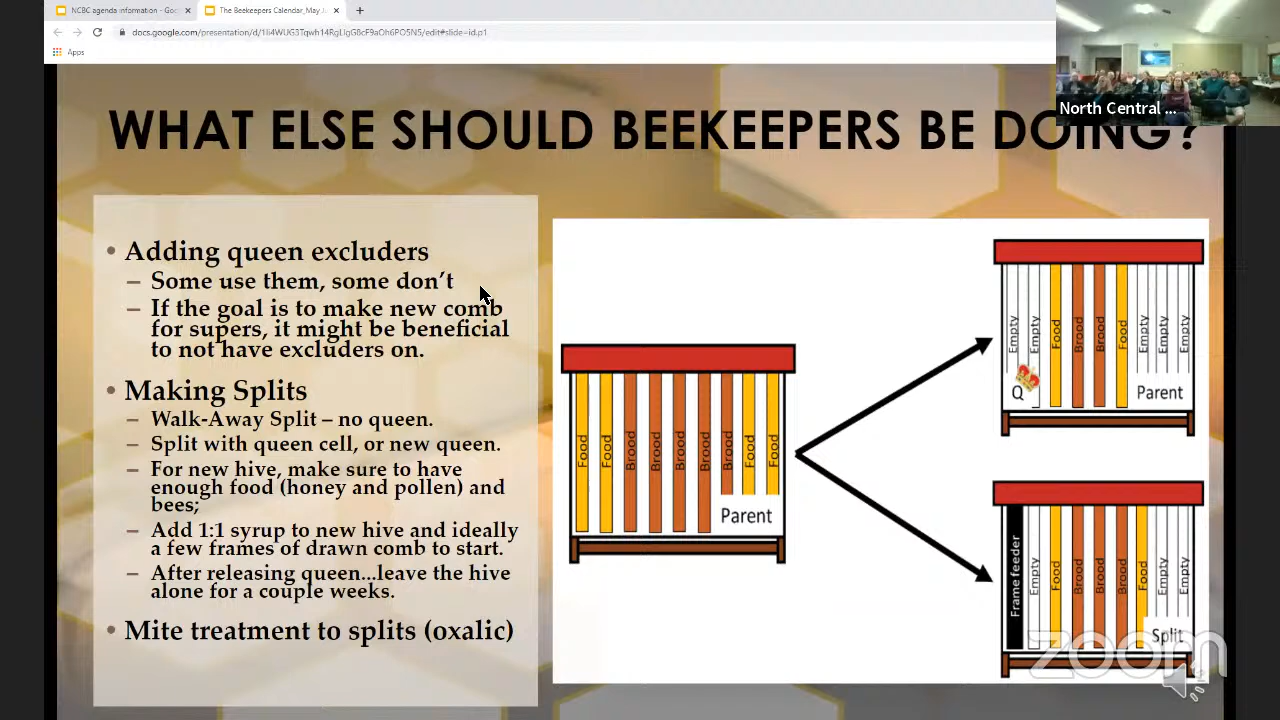 NCBC agenda information - Goo
The Beekeepers Calendar_May J
docs.google.com/presentation/d/
edit#slide=id.p1
Apps
North Central ...
WHAT ELSE SHOULD BEEKEEPERS BE DOING?
• Adding queen excluders
– Some use them, some don’t
– If the goal is to make new comb
for supers, it might be beneficial
to not have excluders on.
• Making Splits
– Walk-Away Split – no queen.
– Split with queen cell, or new queen.
– For new hive, make sure to have
enough food (honey and pollen) and
bees;
– Add 1:1 syrup to new hive and ideally
a few frames of drawn comb to start.
– After releasing queen...leave the hive
alone for a couple weeks.
• Mite treatment to splits (oxalic)
Food
Food
Brood
Brood
Brood
Brood
Brood
Food
Food
Parent
Empty
Empty
Food
Brood
Brood
Food
Empty
Empty
Empty
Q
Parent
Frame feeder
Empty
Food
Brood
Brood
Brood
Food
Empty
Empty
Split
zoom